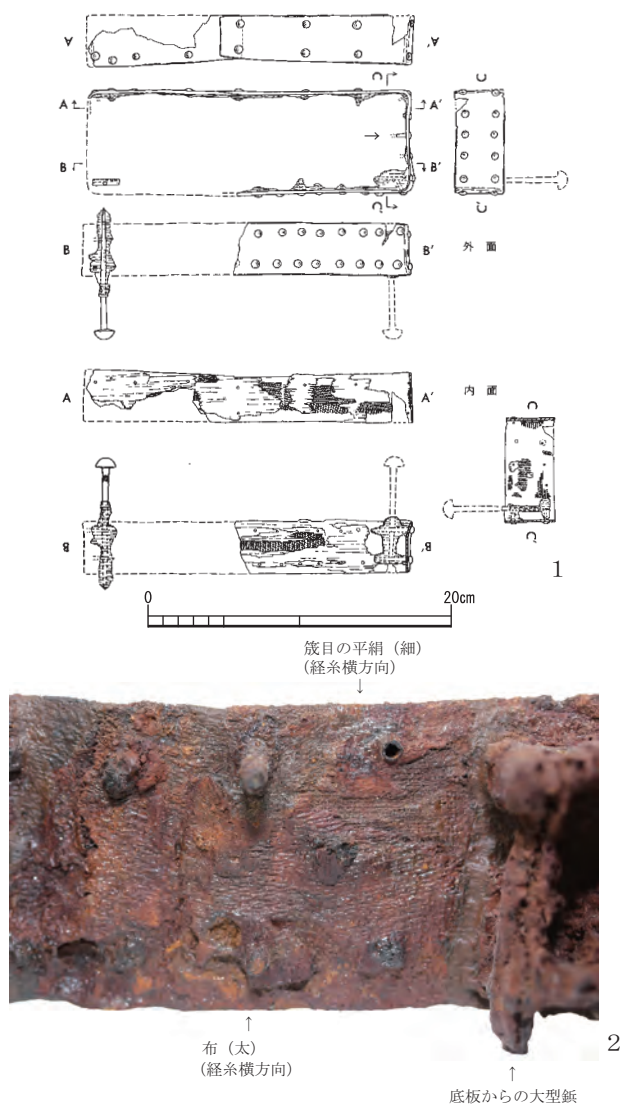 A A'
C
A A' C
B B'
C C
B B' 外面
A A' 内面
C
B B'
C
1
0 20cm
筬目の平絹（細）
（経糸横方向）
↓
↑
布（太）
（経糸横方向）
2
↑
底板からの大型鋲